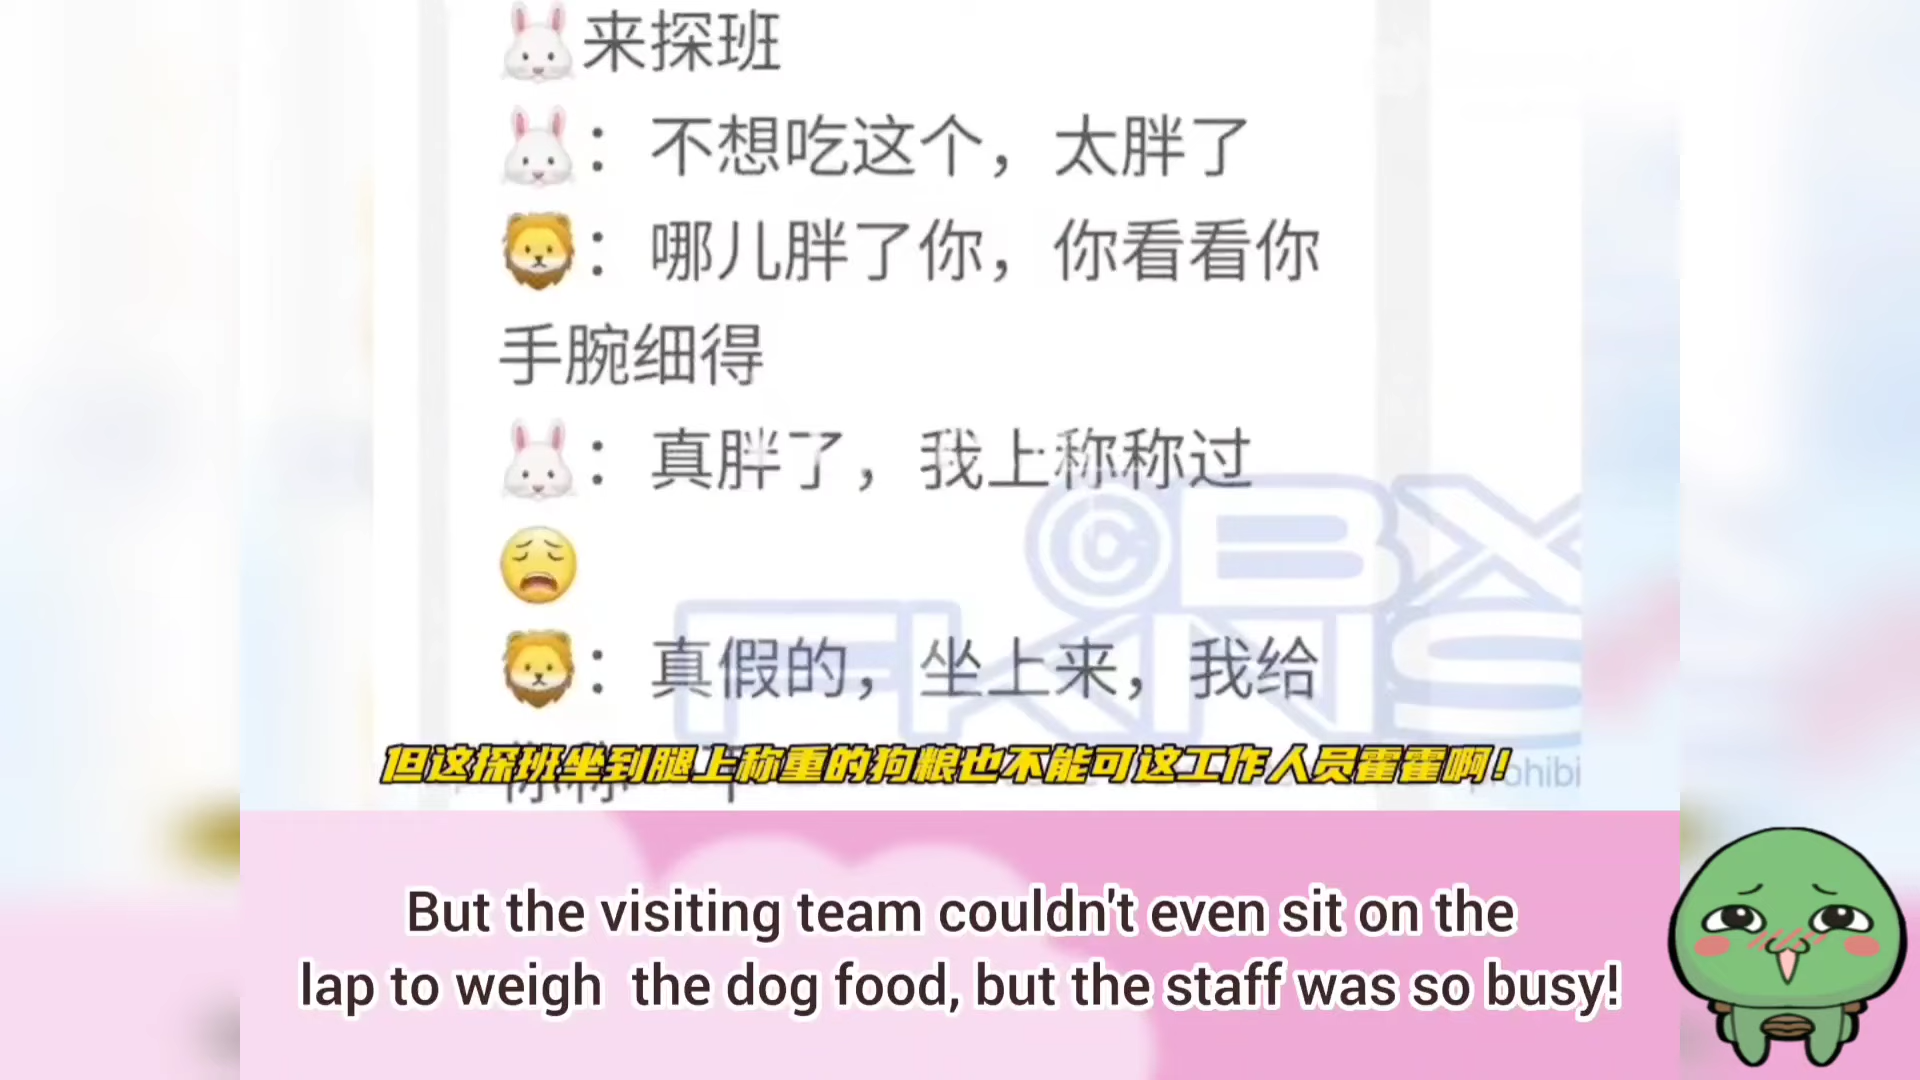 🐰来探班
🐰：不想吃这个，太胖了
🦁：哪儿胖了你，你看看你
手腕细得
🐰：真胖了，我上称称过
😩
🦁：真假的，坐上来，我给
但这探班坐到腿上称重的狗粮也不能可这工作人员霍霍啊！
©BX
FKNS
ohibi
But the visiting team couldn't even sit on the
lap to weigh  the dog food, but the staff was so busy!